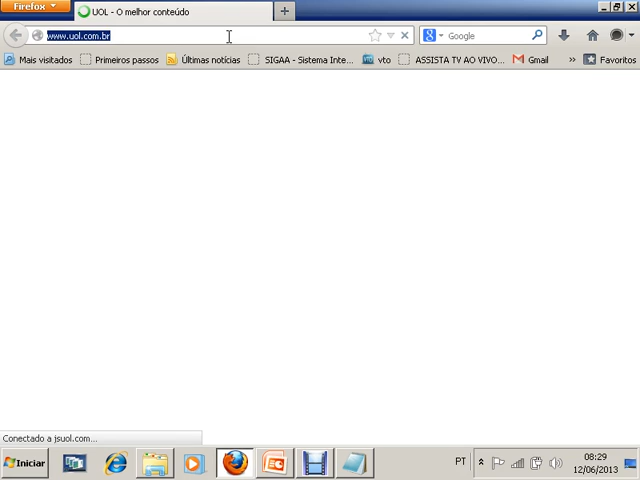 Firefox
UOL - O melhor conteúdo
www.uol.com.br
Google
Mais visitados
Primeiros passos
Últimas notícias
SIGAA - Sistema Inte...
vto
ASSISTA TV AO VIVO...
Gmail
Favoritos
Conectado a jsuol.com...
Iniciar
PT
08:29
12/06/2013